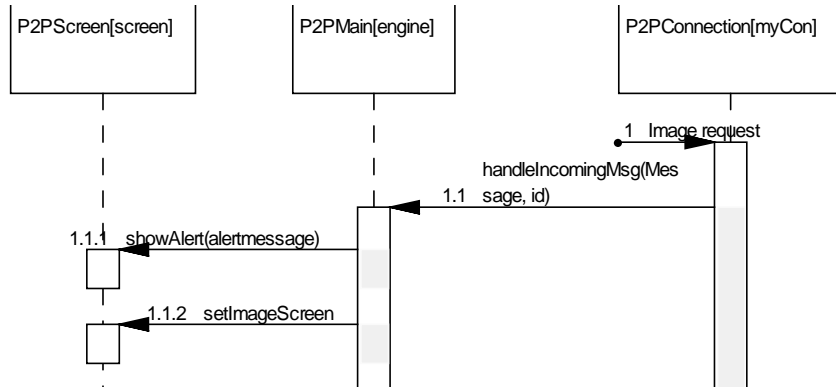 P2PScreen[screen]
P2PMain[engine]
P2PConnection[myCon]
1 Image request
handleIncomingMsg(Mes
1.1 sage, id)
1.1.1 showAlert(alertmessage)
1.1.2 setImageScreen